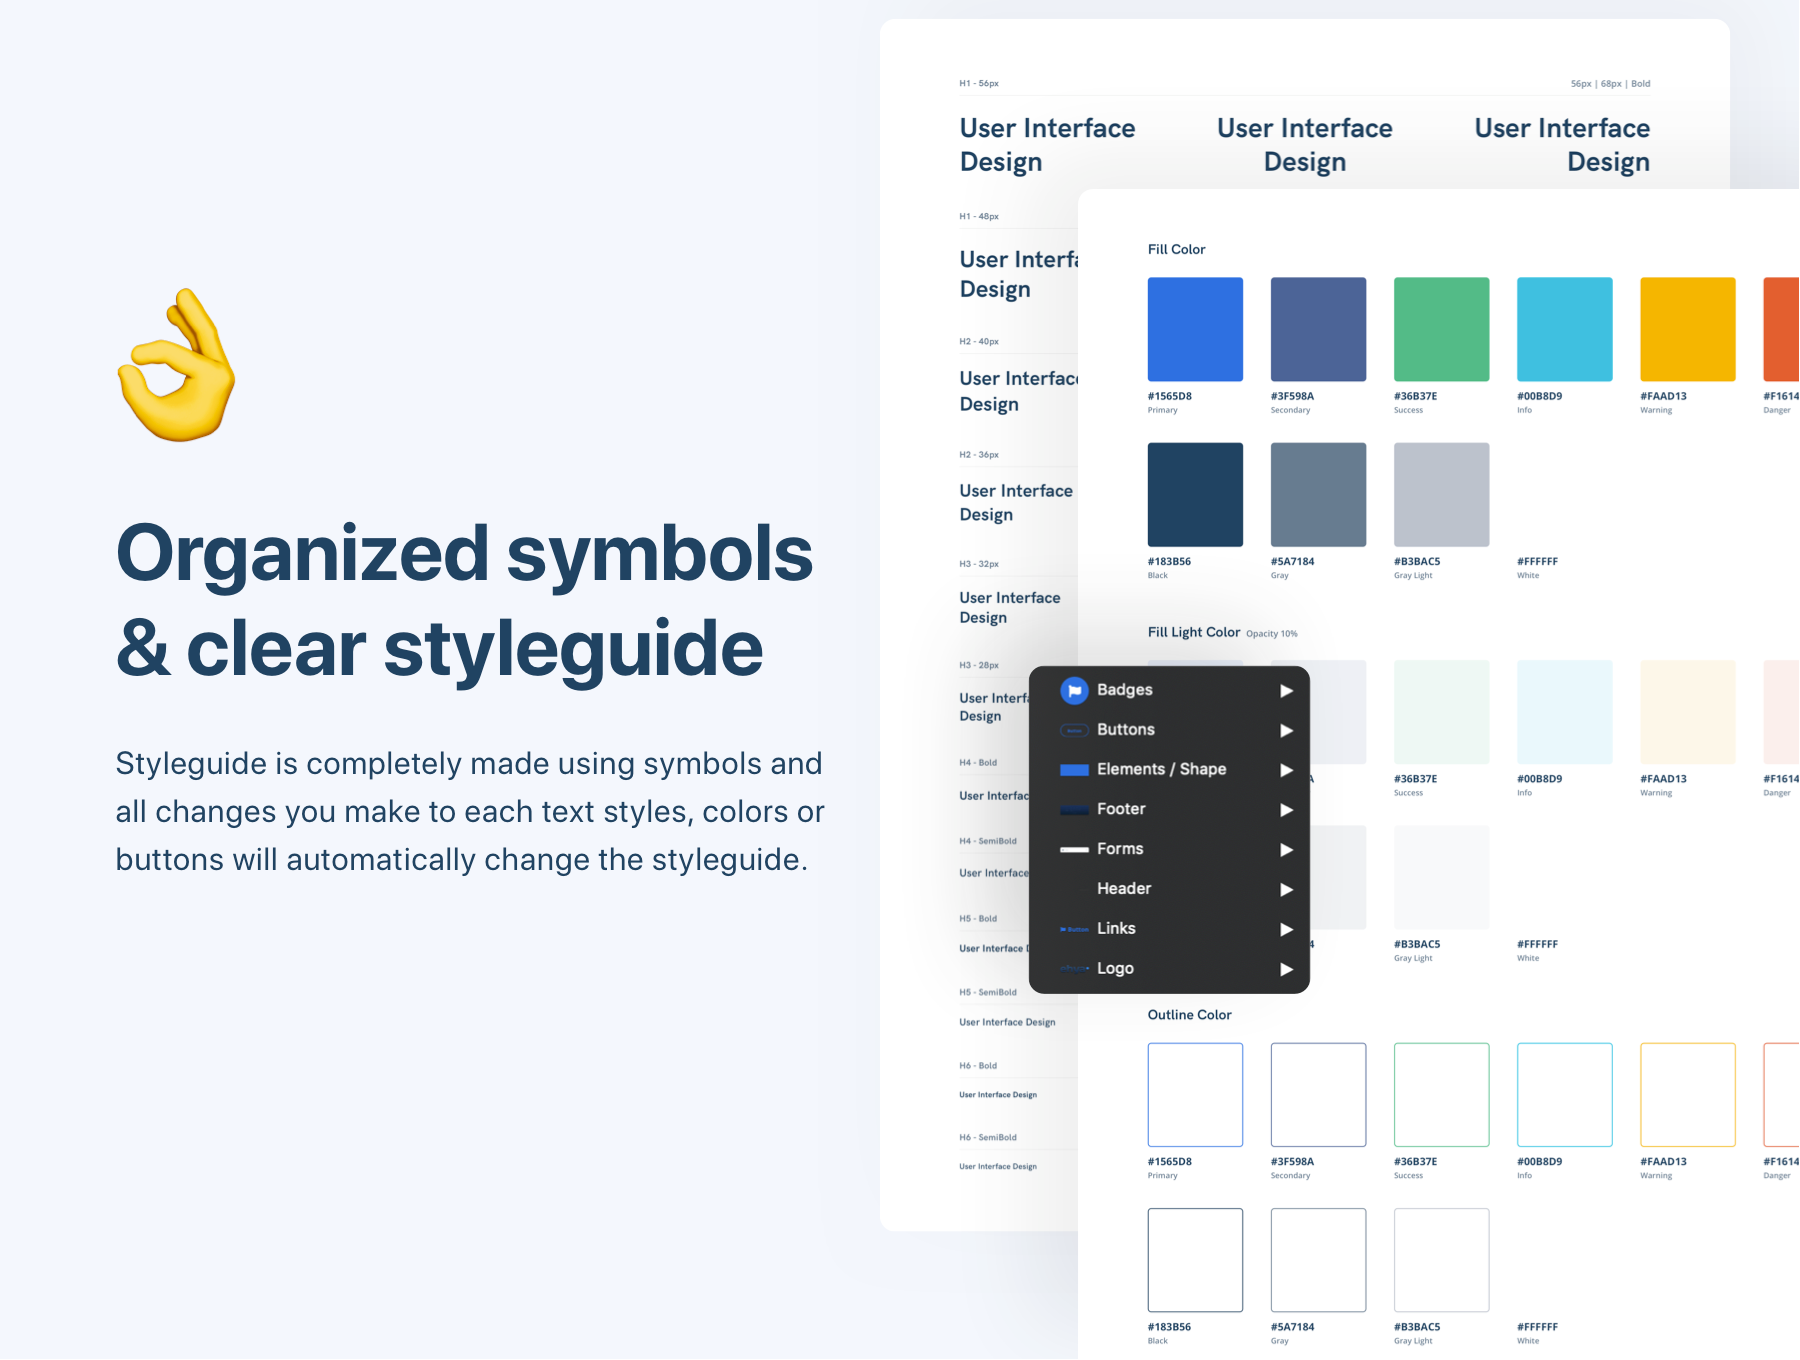 Organized symbols
& clear styleguide
Styleguide is completely made using symbols and
all changes you make to each text styles, colors or
buttons will automatically change the styleguide.
H1 - 56px
56px | 68px | Bold
User Interface
Design
User Interface
Design
User Interface
Design
H1 - 48px
User Interfa
Design
H2 - 40px
User Interface
Design
H2 - 36px
User Interface
Design
H3 - 32px
User Interface
Design
H3 - 28px
User Interf
Design
H4 - Bold
User Interfac
H4 - SemiBold
User Interface
H5 - Bold
User Interface D
H5 - SemiBold
User Interface Design
H6 - Bold
User Interface Design
H6 - SemiBold
User Interface Design
Fill Color
#1565D8 #3F598A #36B37E #00B8D9 #FAAD13 #F1614
Primary Secondary Success Info Warning Danger
#183B56 #5A7184 #B3BAC5 #FFFFFF
Black Gray Gray Light White
Fill Light Color Opacity 10%
A #36B37E #00B8D9 #FAAD13 #F1614
Success Info Warning Danger
4 #B3BAC5 #FFFFFF
Gray Light White
Badges
Buttons
Elements / Shape
Footer
Forms
Header
Links
Logo
Outline Color
#1565D8 #3F598A #36B37E #00B8D9 #FAAD13 #F1614
Primary Secondary Success Info Warning Danger
#183B56 #5A7184 #B3BAC5 #FFFFFF
Black Gray Gray Light White